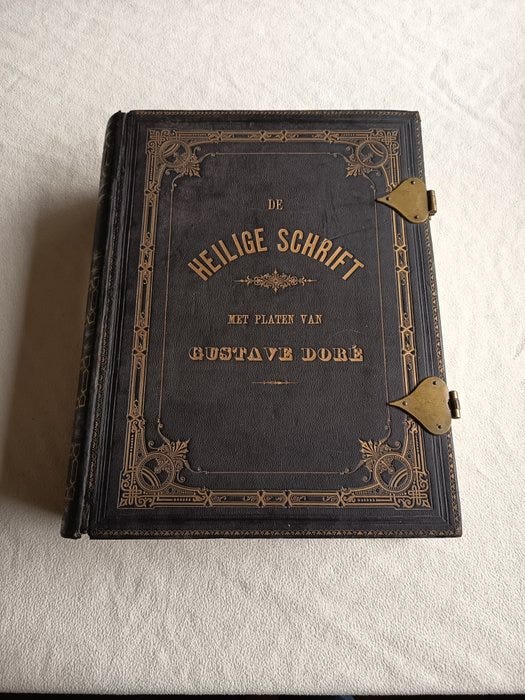 DE
HEILIGE SCHRIFT
MET PLATEN VAN
GUSTAVE DORÉ